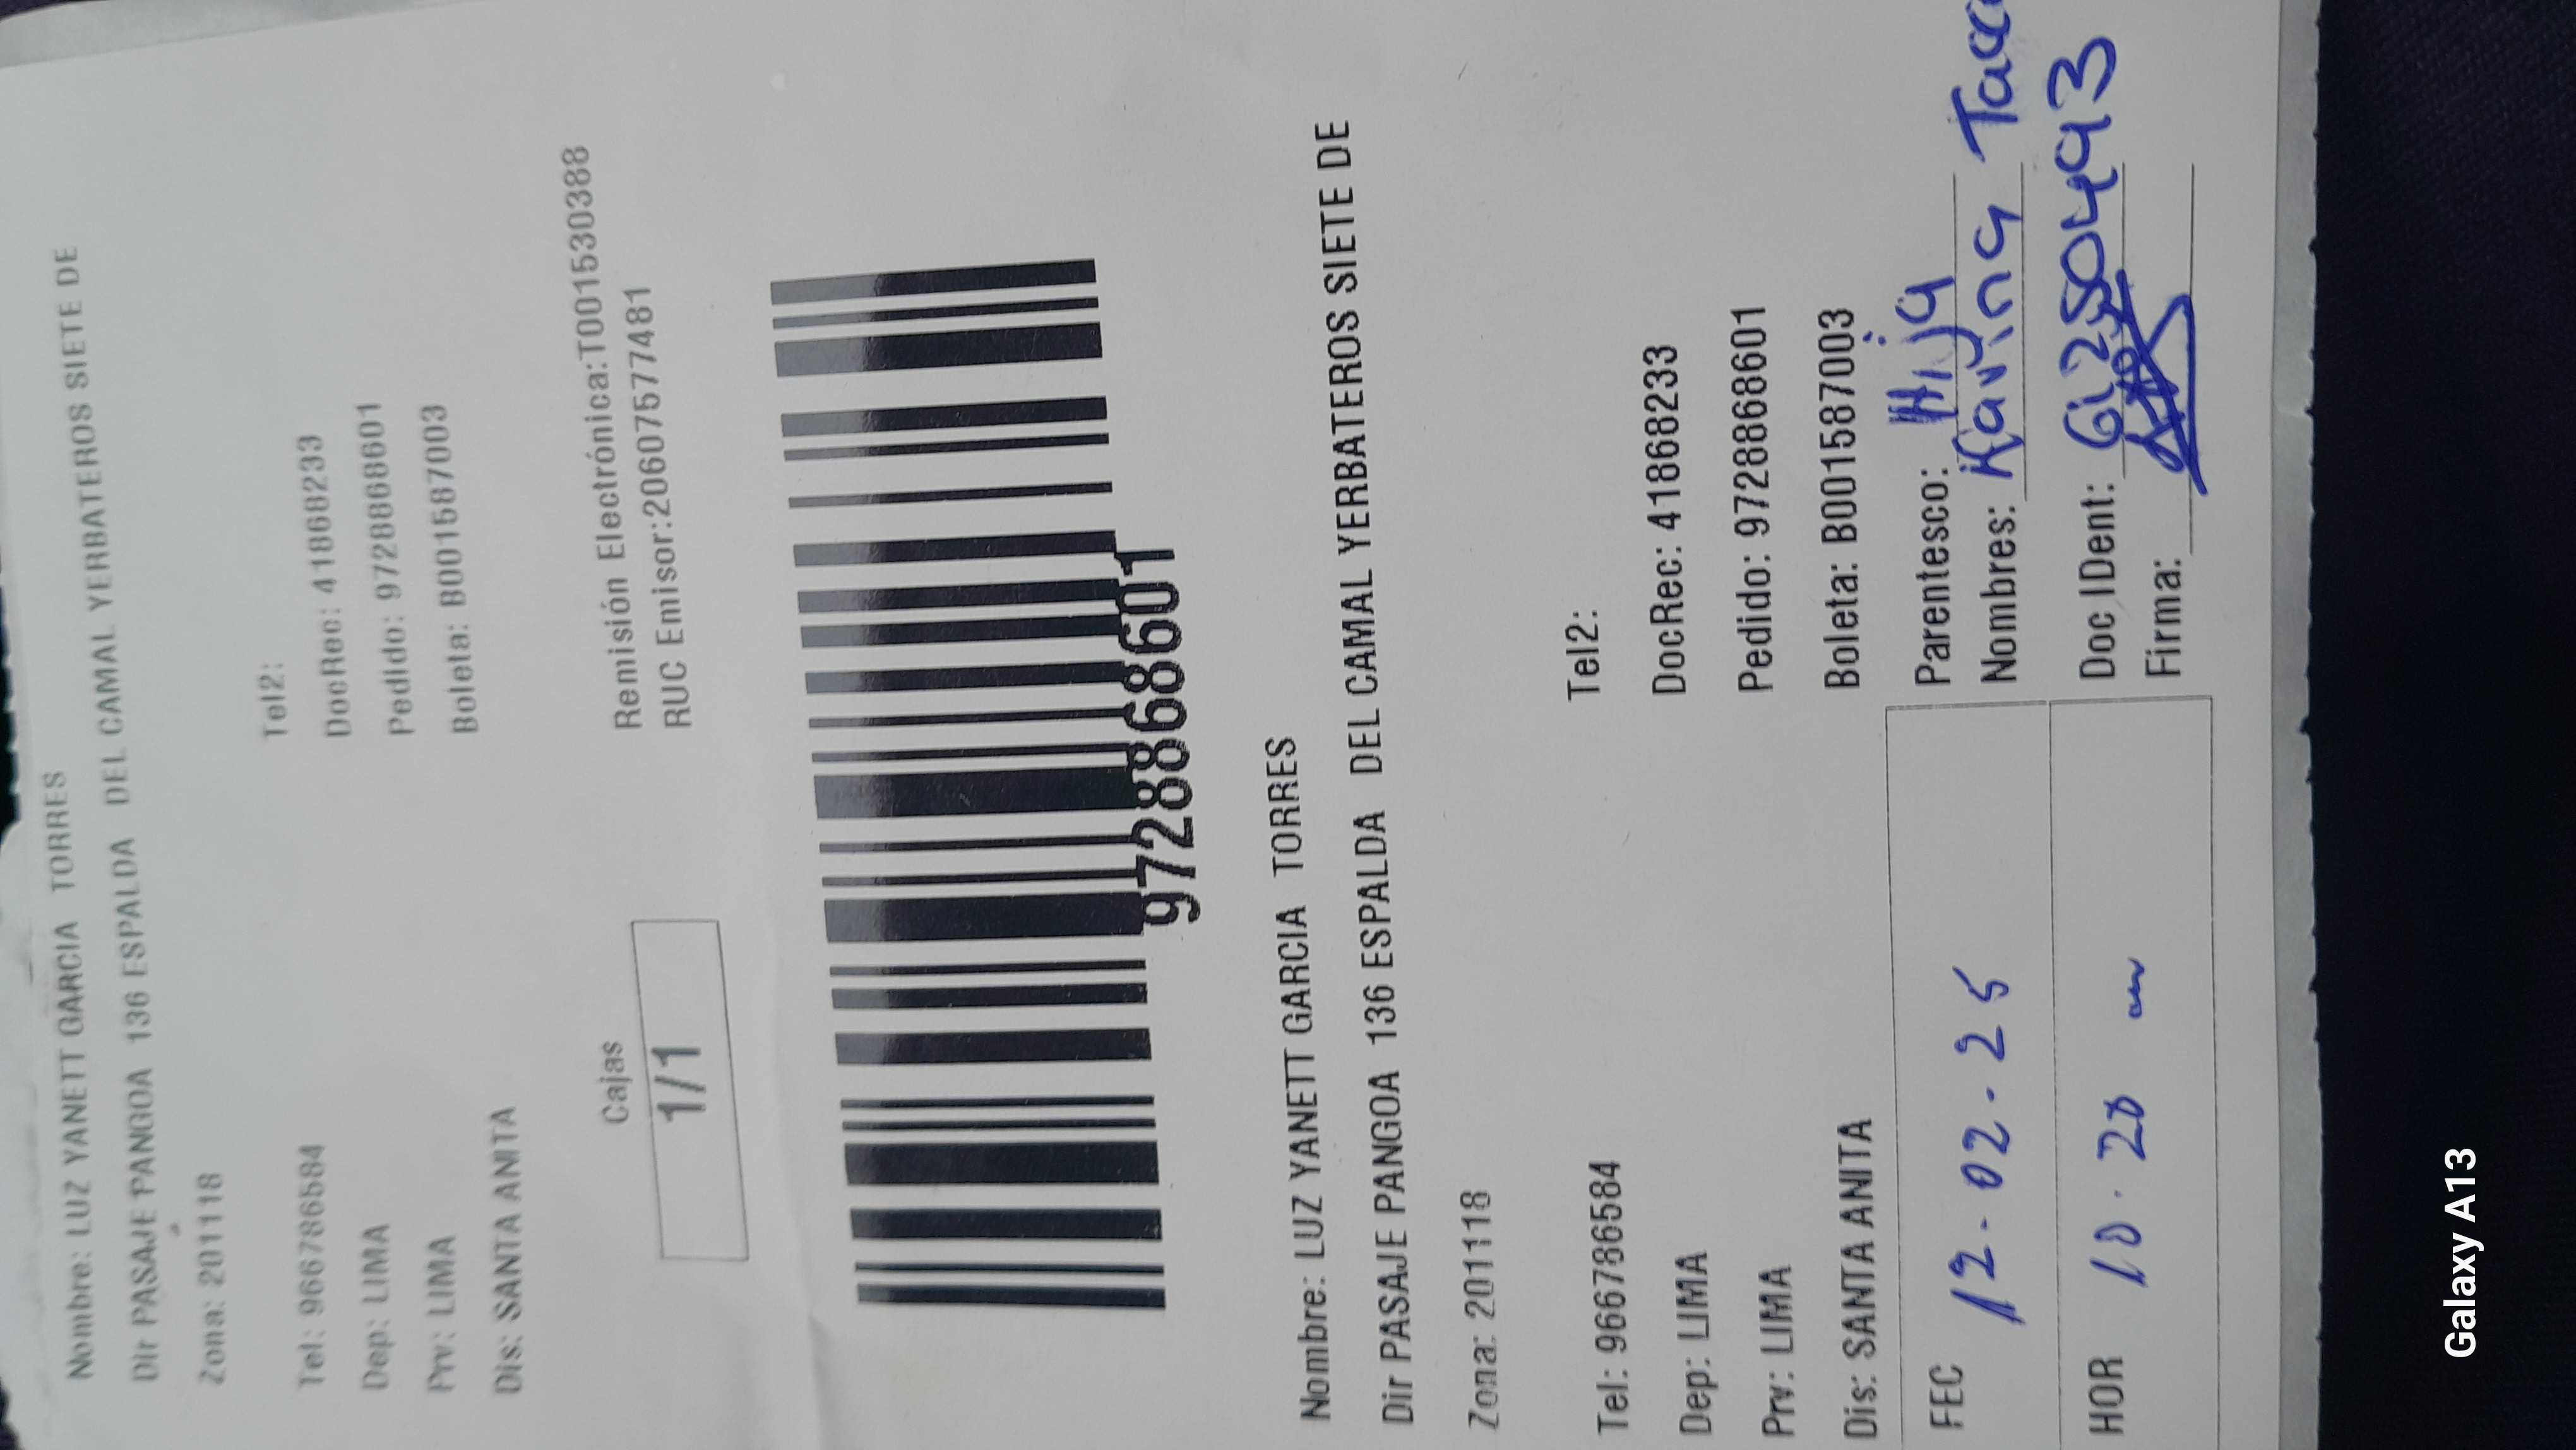 Nombre: LUZ YANETT GARCIA TORRES
Dir PASAJE PANGOA 136 ESPALDA DEL CAMAL YERBATEROS SIETE DE
Zona: 201118
Tel: 966786584 Tel2:
Dep: LIMA DocRec: 41868233
Prv: LIMA Pedido: 9728868601
Dis: SANTA ANITA Boleta: B001587003
Cajas Remisión Electrónica:T001530388
1/1 RUC Emisor:20607577481
9728868601
Nombre: LUZ YANETT GARCIA TORRES
Dir PASAJE PANGOA 136 ESPALDA DEL CAMAL YERBATEROS SIETE DE
Zona: 201118
Tel: 966786584 Tel2:
Dep: LIMA DocRec: 41868233
Prv: LIMA Pedido: 9728868601
Dis: SANTA ANITA Boleta: B001587003
FEC 12-02-25 Parentesco: Hija
Nombres:
HOR 10.20 Doc IDent:
Firma:
Galaxy A13